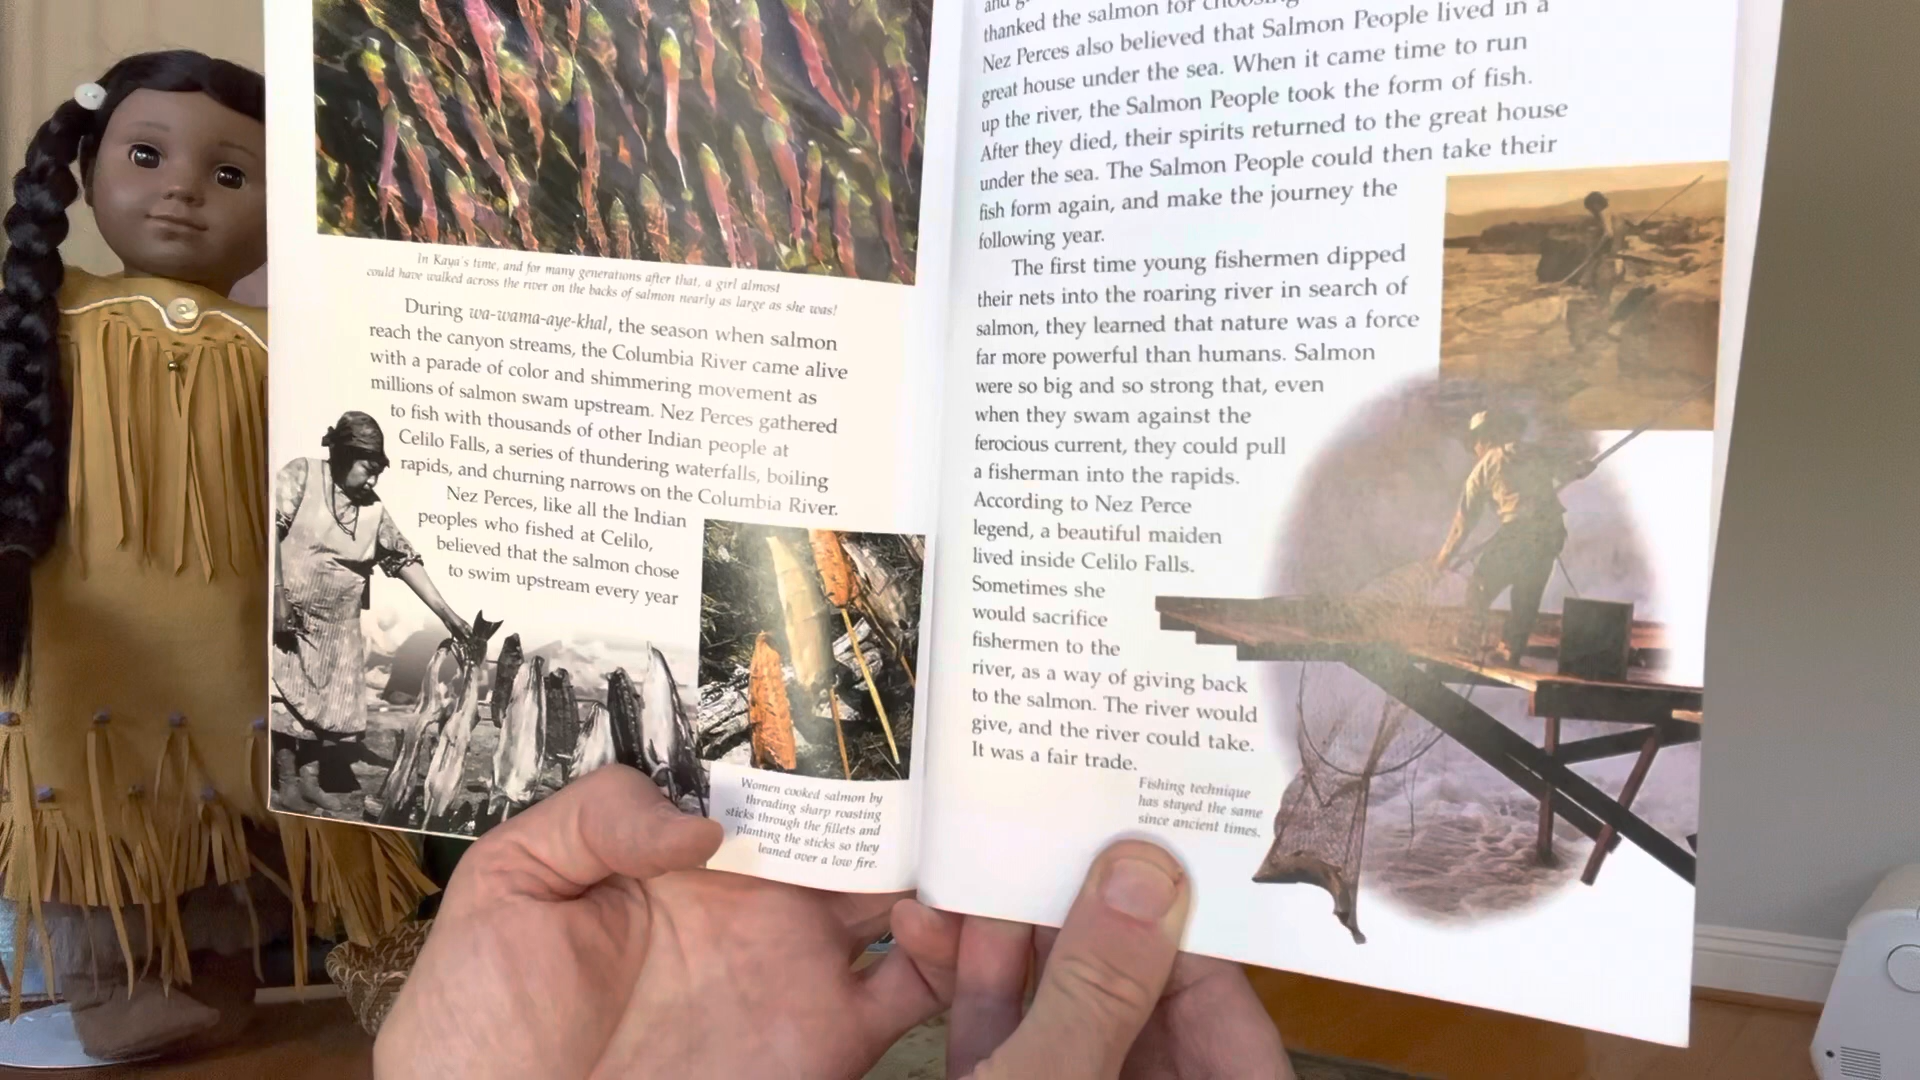 In Kaya's time, and for many generations after that, a girl almost
could have walked across the river on the backs of salmon nearly as large as she was!
During wa-wama-aye-khal, the season when salmon
reach the canyon streams, the Columbia River came alive
with a parade of color and shimmering movement as
millions of salmon swam upstream. Nez Perces gathered
to fish with thousands of other Indian people at
Celilo Falls, a series of thundering waterfalls, boiling
rapids, and churning narrows on the Columbia River.
Nez Perces, like all the Indian
peoples who fished at Celilo,
believed that the salmon chose
to swim upstream every year
Women cooked salmon by
threading sharp roasting
sticks through the fillets and
planting the sticks so they
leaned over a low fire.
and
thanked the salmon for
Nez Perces also believed that Salmon People lived in a
great house under the sea. When it came time to run
up the river, the Salmon People took the form of fish.
After they died, their spirits returned to the great house
under the sea. The Salmon People could then take their
fish form again, and make the journey the
following year.
The first time young fishermen dipped
their nets into the roaring river in search of
salmon, they learned that nature was a force
far more powerful than humans. Salmon
were so big and so strong that, even
when they swam against the
ferocious current, they could pull
a fisherman into the rapids.
According to Nez Perce
legend, a beautiful maiden
lived inside Celilo Falls.
Sometimes she
would sacrifice
fishermen to the
river, as a way of giving back
to the salmon. The river would
give, and the river could take.
It was a fair trade.
Fishing technique
has stayed the same
since ancient times.